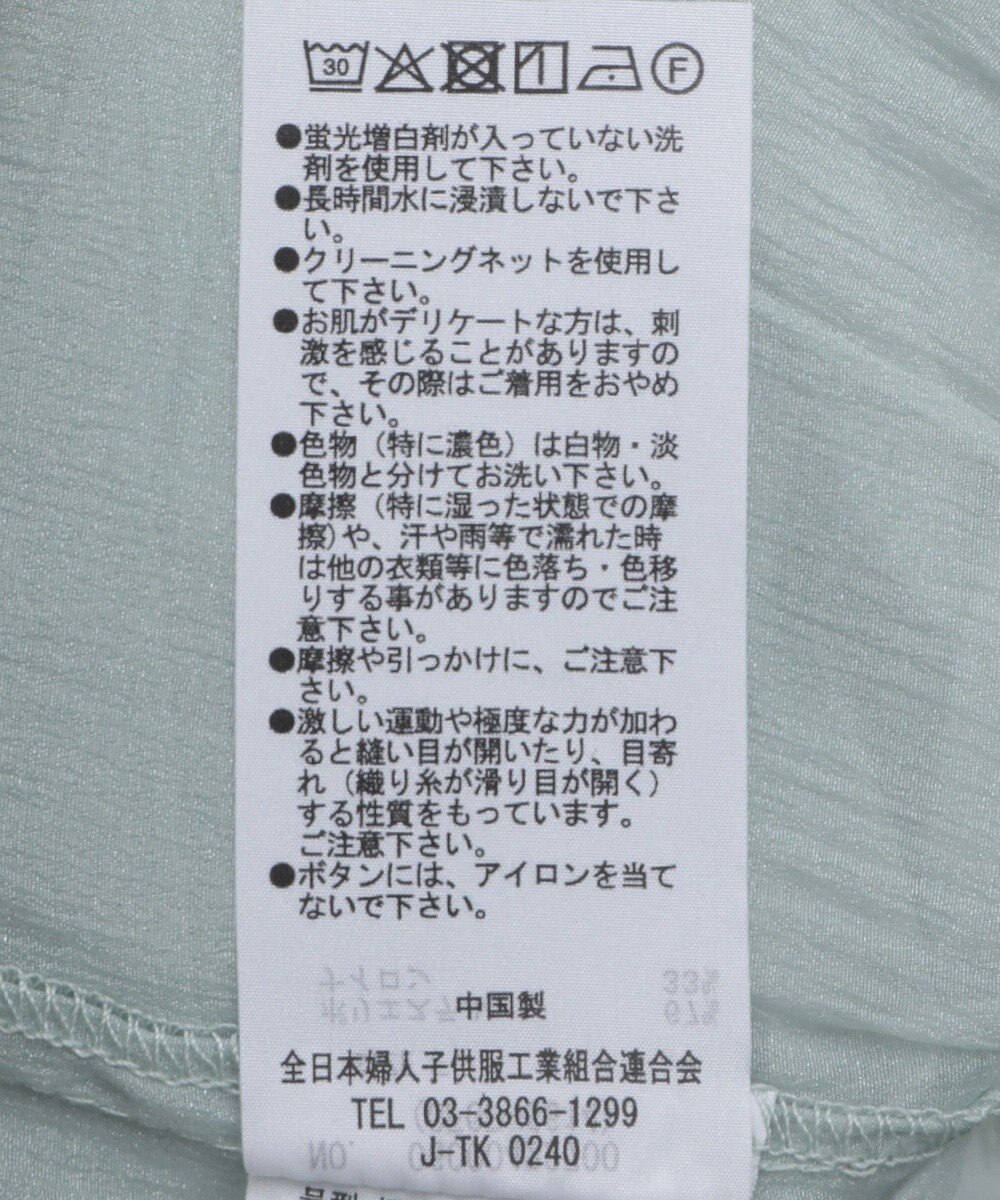 30 F
●蛍光増白剤が入っていない洗
剤を使用して下さい。
●長時間水に浸漬しないで下さ
い。
●クリーニングネットを使用し
て下さい。
●お肌がデリケートな方は、刺
激を感じることがありますの
で、その際はご着用をおやめ
下さい。
●色物（特に濃色）は白物・淡
色物と分けてお洗い下さい。
●摩擦（特に湿った状態での摩
擦)や、汗や雨等で濡れた時
は他の衣類等に色落ち・色移
りする事がありますのでご注
意下さい。
●摩擦や引っかけに、ご注意下
さい。
●激しい運動や極度な力が加わ
ると縫い目が開いたり、目寄
れ（織り糸が滑り目が開く）
する性質をもっています。
ご注意下さい。
●ボタンには、アイロンを当て
ないで下さい。
ナイロン 33%
67%
中国製
全日本婦人子供服工業組合連合会
TEL 03-3866-1299
J-TK 0240
NO.